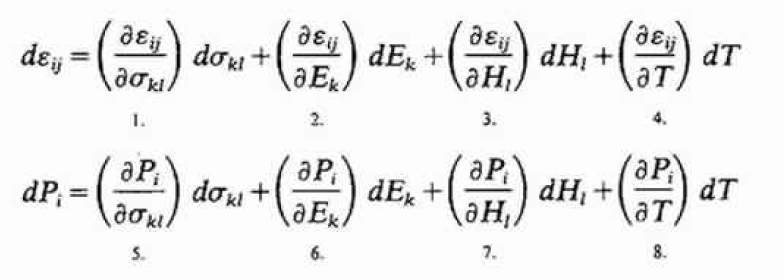 dε_ij = (∂ε_ij/∂σ_kl) dσ_kl + (∂ε_ij/∂E_k) dE_k + (∂ε_ij/∂H_l) dH_l + (∂ε_ij/∂T) dT
1. 2. 3. 4.
dP_i = (∂P_i/∂σ_kl) dσ_kl + (∂P_i/∂E_k) dE_k + (∂P_i/∂H_l) dH_l + (∂P_i/∂T) dT
5. 6. 7. 8.